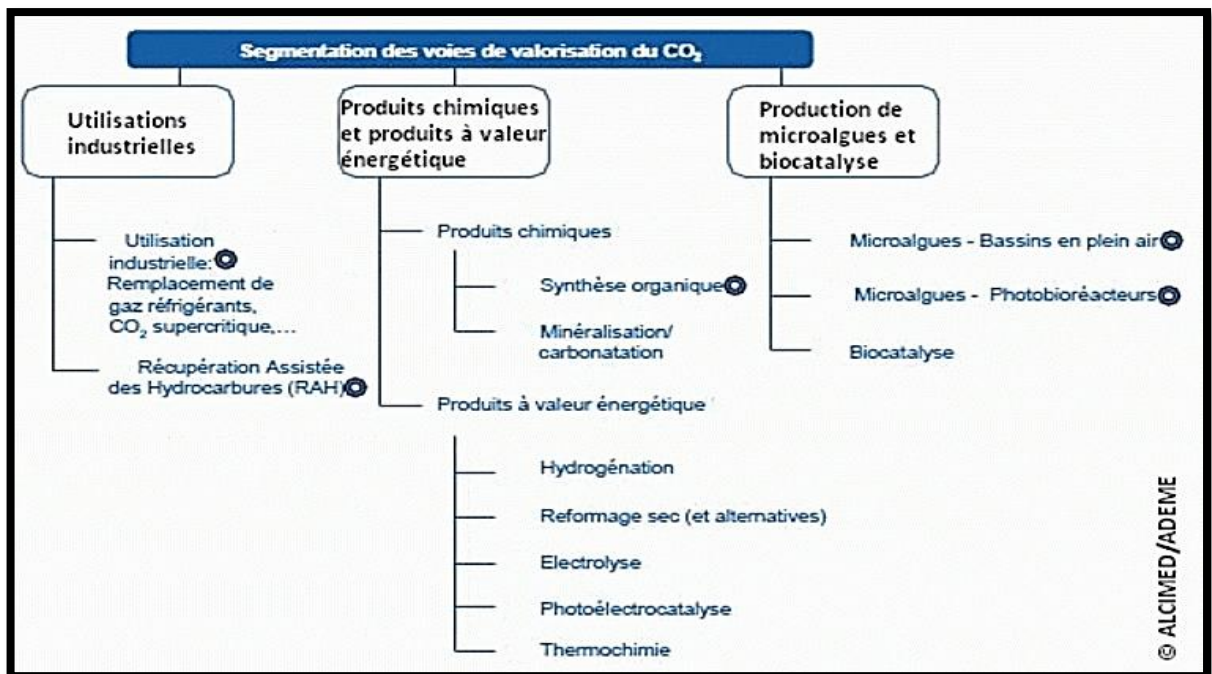 Segmentation des voies de valorisation du CO₂
Utilisations
industrielles
Utilisation
industrielle:
Remplacement de
gaz réfrigérants,
CO₂ supercritique,...
Récupération Assistée
des Hydrocarbures (RAH)
Produits chimiques
et produits à valeur
énergétique
Produits chimiques
Synthèse organique
Minéralisation/
carbonatation
Produits à valeur énergétique
Hydrogénation
Reformage sec (et alternatives)
Electrolyse
Photoélectrocatalyse
Thermochimie
Production de
microalgues et
biocatalyse
Microalgues - Bassins en plein air
Microalgues - Photobioréacteurs
Biocatalyse
© ALCIMED/ADEME